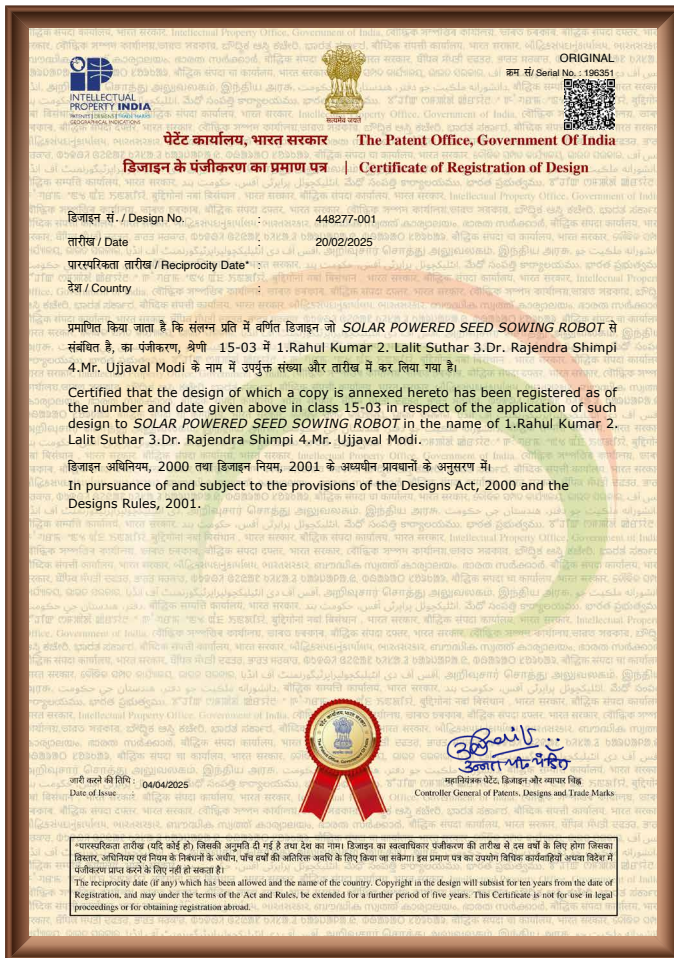 ORIGINAL
क्रम सं/ Serial No. : 196351
INTELLECTUAL
PROPERTY INDIA
PATENTS | DESIGNS | TRADE MARKS
GEOGRAPHICAL INDICATIONS
सत्यमेव जयते
पेटेंट कार्यालय, भारत सरकार The Patent Office, Government Of India
डिजाइन के पंजीकरण का प्रमाण पत्र | Certificate of Registration of Design
डिजाइन सं. / Design No. : 448277-001
तारीख / Date : 20/02/2025
पारस्परिकता तारीख / Reciprocity Date* :
देश / Country :
प्रमाणित किया जाता है कि संलग्न प्रति में वर्णित डिजाइन जो SOLAR POWERED SEED SOWING ROBOT से
संबंधित है, का पंजीकरण, श्रेणी 15-03 में 1.Rahul Kumar 2. Lalit Suthar 3.Dr. Rajendra Shimpi
4.Mr. Ujjaval Modi के नाम में उपर्युक्त संख्या और तारीख में कर लिया गया है।
Certified that the design of which a copy is annexed hereto has been registered as of
the number and date given above in class 15-03 in respect of the application of such
design to SOLAR POWERED SEED SOWING ROBOT in the name of 1.Rahul Kumar 2.
Lalit Suthar 3.Dr. Rajendra Shimpi 4.Mr. Ujjaval Modi.
डिजाइन अधिनियम, 2000 तथा डिजाइन नियम, 2001 के अध्यधीन प्रावधानों के अनुसरण में।
In pursuance of and subject to the provisions of the Designs Act, 2000 and the
Designs Rules, 2001.
जारी करने की तिथि : 04/04/2025
Date of Issue
महानियंत्रक पेटेंट, डिजाइन और व्यापार चिह्न
Controller General of Patents, Designs and Trade Marks
*पारस्परिकता तारीख (यदि कोई हो) जिसकी अनुमति दी गई है तथा देश का नाम। डिजाइन का स्वत्वाधिकार पंजीकरण की तारीख से दस वर्षों के लिए होगा जिसका
विस्तार, अधिनियम एवं नियम के निबंधनों के अधीन, पाँच वर्षों की अतिरिक्त अवधि के लिए किया जा सकेगा। इस प्रमाण पत्र का उपयोग विधिक कार्यवाहियों अथवा विदेश में
पंजीकरण प्राप्त करने के लिए नहीं हो सकता है।
The reciprocity date (if any) which has been allowed and the name of the country. Copyright in the design will subsist for ten years from the date of
Registration, and may under the terms of the Act and Rules, be extended for a further period of five years. This Certificate is not for use in legal
proceedings or for obtaining registration abroad.